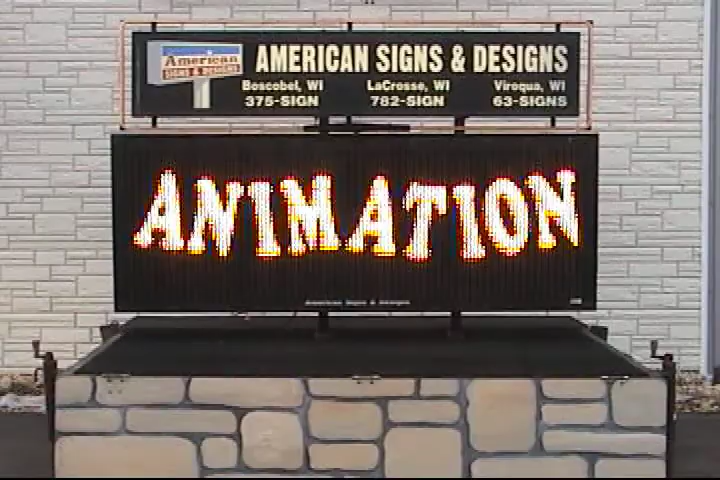 American
SIGNS & DESIGNS
AMERICAN SIGNS & DESIGNS
Boscobel, WI LaCrosse, WI Viroqua, WI
375-SIGN 782-SIGN 63-SIGNS
ANIMATION
American Signs & Designs